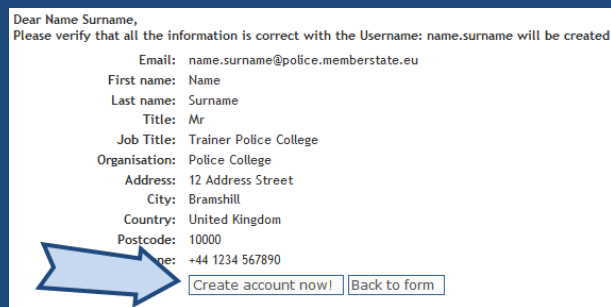 Dear Name Surname,
Please verify that all the information is correct with the Username: name.surname will be created
Email: name.surname@police.memberstate.eu
First name: Name
Last name: Surname
Title: Mr
Job Title: Trainer Police College
Organisation: Police College
Address: 12 Address Street
City: Bramshill
Country: United Kingdom
Postcode: 10000
ne: +44 1234 567890
Create account now! Back to form